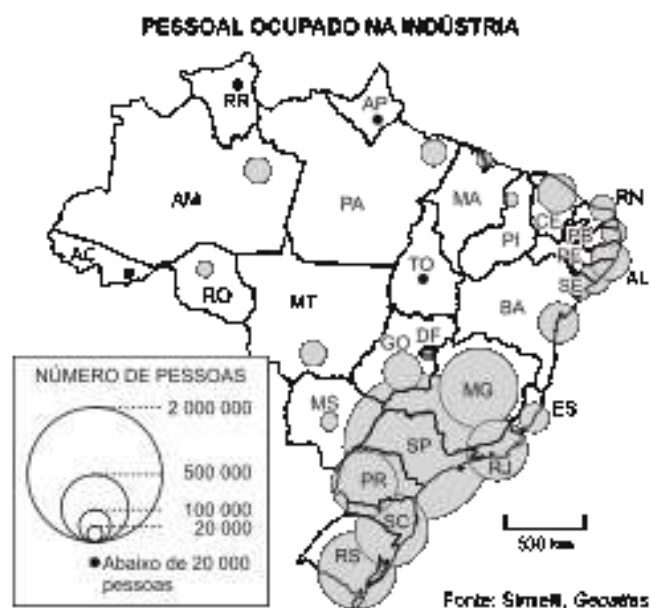 PESSOAL OCUPADO NA INDÚSTRIA
RR
AP
AM
PA
MA
CE
RN
PI
PB
PE
AC
TO
AL
SE
RO
MT
BA
GO
DF
NÚMERO DE PESSOAS
2 000 000
500 000
100 000
20 000
Abaixo de 20 000
pessoas
MS
MG
ES
SP
RJ
PR
SC
RS
500 km
Fonte: Simielli, Geoatlas